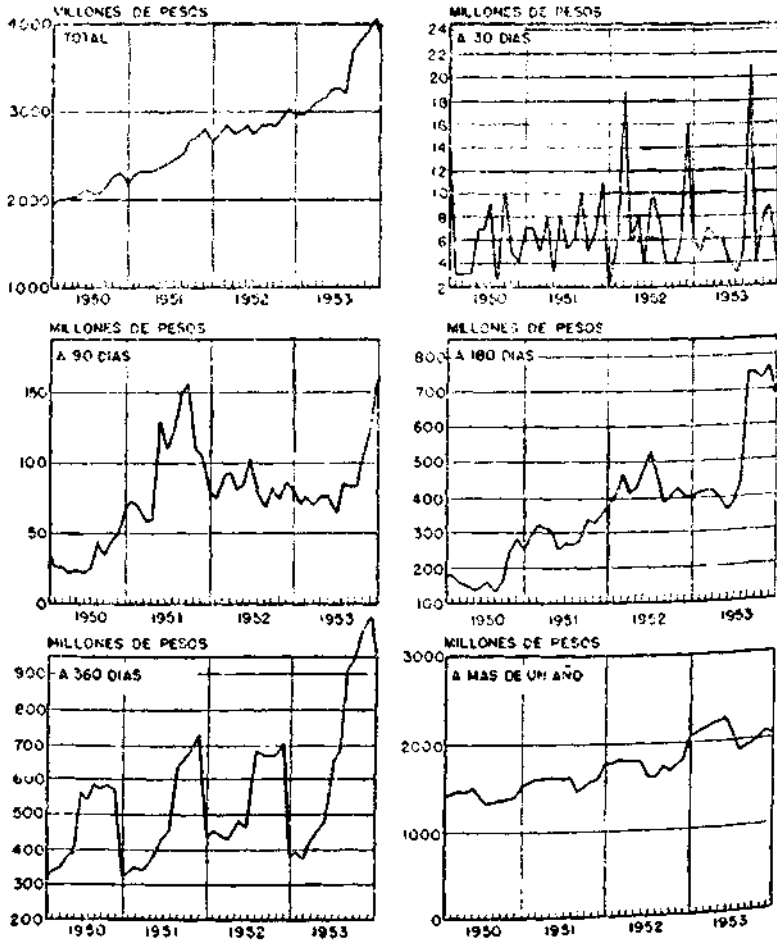 MILLONES DE PESOS
TOTAL
4000
3000
2000
1000
1950 1951 1952 1953
MILLONES DE PESOS
A 30 DIAS
24
22
20
18
16
14
12
10
8
6
4
2
1950 1951 1952 1953
MILLONES DE PESOS
A 90 DIAS
150
100
50
0
1950 1951 1952 1953
MILLONES DE PESOS
A 180 DIAS
800
700
600
500
400
300
200
100
1950 1951 1952 1953
MILLONES DE PESOS
A 360 DIAS
900
800
700
600
500
400
300
200
1950 1951 1952 1953
MILLONES DE PESOS
A MAS DE UN AÑO
3000
2000
1000
0
1950 1951 1952 1953